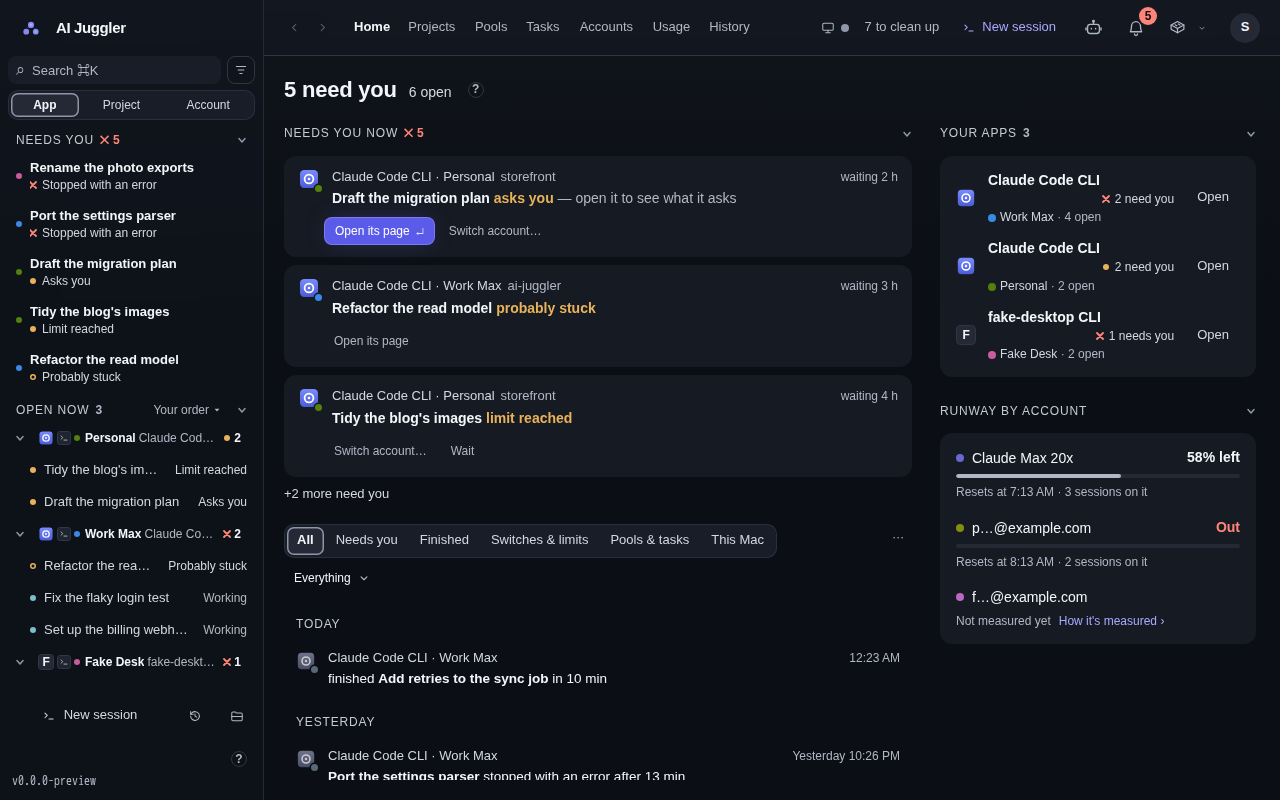 AI Juggler
Search ⌘K
App Project Account
NEEDS YOU 5
Rename the photo exports
Stopped with an error
Port the settings parser
Stopped with an error
Draft the migration plan
Asks you
Tidy the blog's images
Limit reached
Refactor the read model
Probably stuck
OPEN NOW 3 Your order
Personal Claude Cod… 2
Tidy the blog's im… Limit reached
Draft the migration plan Asks you
Work Max Claude Co… 2
Refactor the rea… Probably stuck
Fix the flaky login test Working
Set up the billing webh… Working
F Fake Desk fake-deskt… 1
New session
?
v0.0.0-preview
Home Projects Pools Tasks Accounts Usage History
7 to clean up New session 5 S
5 need you 6 open ?
NEEDS YOU NOW 5
Claude Code CLI · Personal storefront waiting 2 h
Draft the migration plan asks you — open it to see what it asks
Open its page Switch account…
Claude Code CLI · Work Max ai-juggler waiting 3 h
Refactor the read model probably stuck
Open its page
Claude Code CLI · Personal storefront waiting 4 h
Tidy the blog's images limit reached
Switch account… Wait
+2 more need you
All Needs you Finished Switches & limits Pools & tasks This Mac …
Everything
TODAY
Claude Code CLI · Work Max 12:23 AM
finished Add retries to the sync job in 10 min
YESTERDAY
Claude Code CLI · Work Max Yesterday 10:26 PM
Port the settings parser stopped with an error after 13 min
YOUR APPS 3
Claude Code CLI
2 need you Open
Work Max · 4 open
Claude Code CLI
2 need you Open
Personal · 2 open
fake-desktop CLI
F 1 needs you Open
Fake Desk · 2 open
RUNWAY BY ACCOUNT
Claude Max 20x 58% left
Resets at 7:13 AM · 3 sessions on it
p…@example.com Out
Resets at 8:13 AM · 2 sessions on it
f…@example.com
Not measured yet How it's measured ›